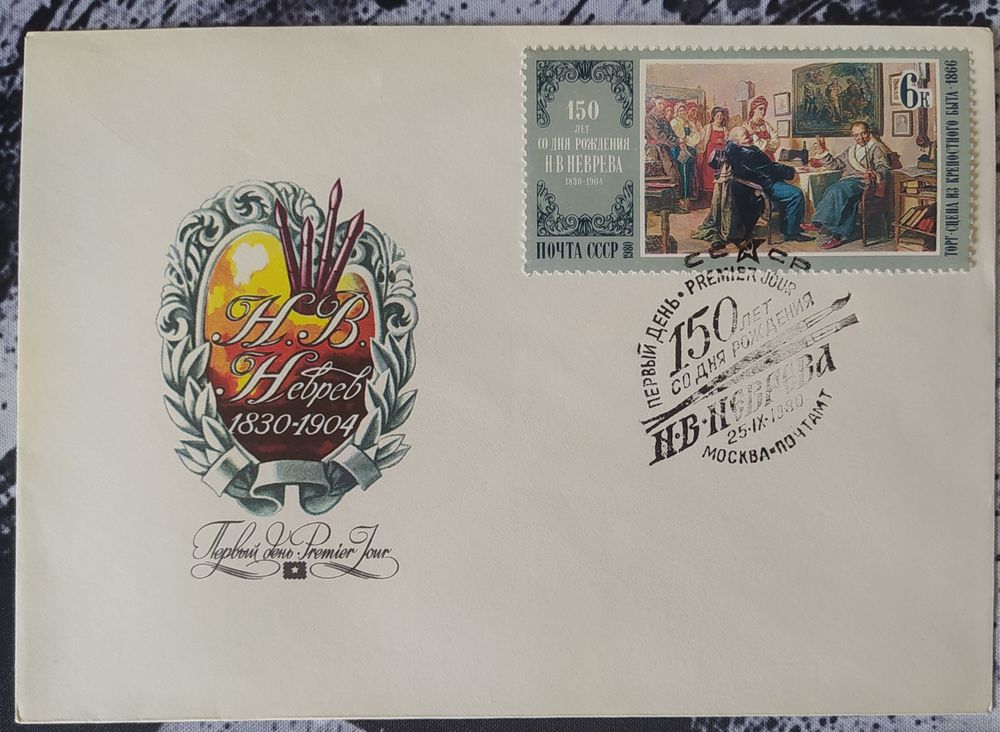 150
ЛЕТ
СО ДНЯ РОЖДЕНИЯ
Н.В.НЕВРЕВА
1830-1904
ПОЧТА СССР
1980
6к
ТОРГ·СЦЕНА ИЗ КРЕПОСТНОГО БЫТА·1866
Н.В.
Неврев
1830-1904
Первый день·Premier Jour
СССР
ПЕРВЫЙ ДЕНЬ·PREMIER JOUR
150 ЛЕТ
СО ДНЯ РОЖДЕНИЯ
Н·В·НЕВРЕВА
25·IX·1980
МОСКВА-ПОЧТАМТ